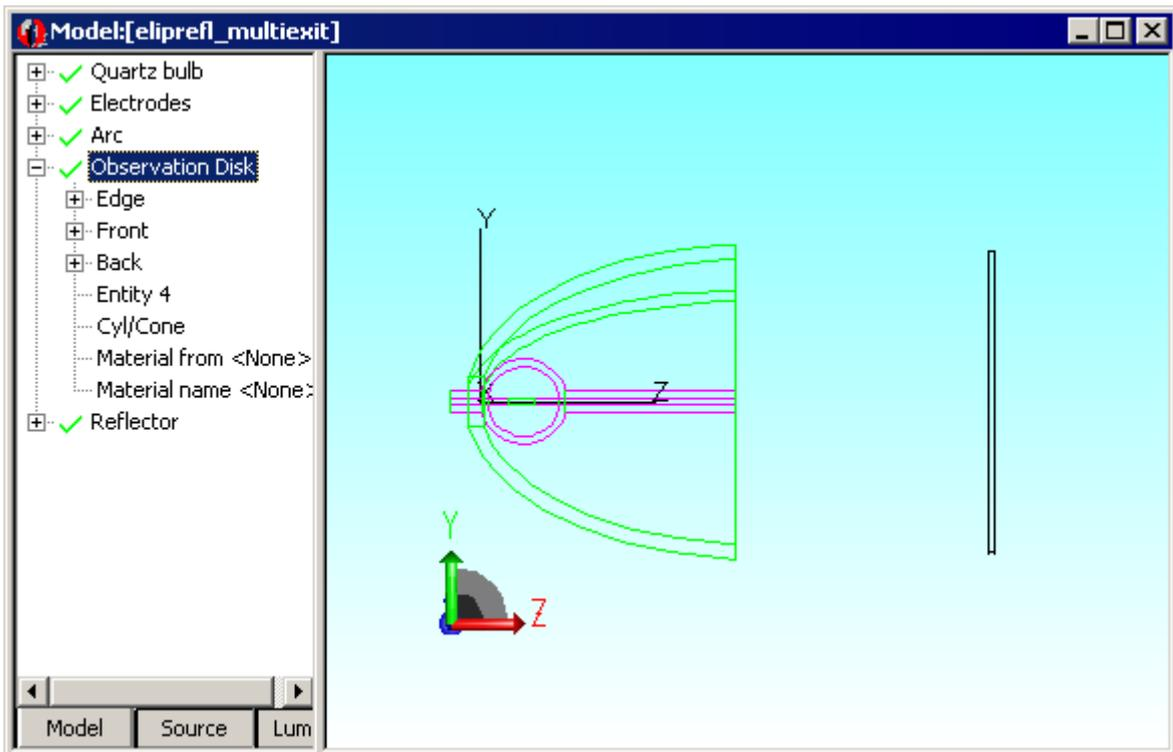 Model:[eliprefl_multiexit]
Quartz bulb
Electrodes
Arc
Observation Disk
Edge
Front
Back
Entity 4
Cyl/Cone
Material from <None>
Material name <None>
Reflector
Y
Z
Y
Z
Model Source Lum